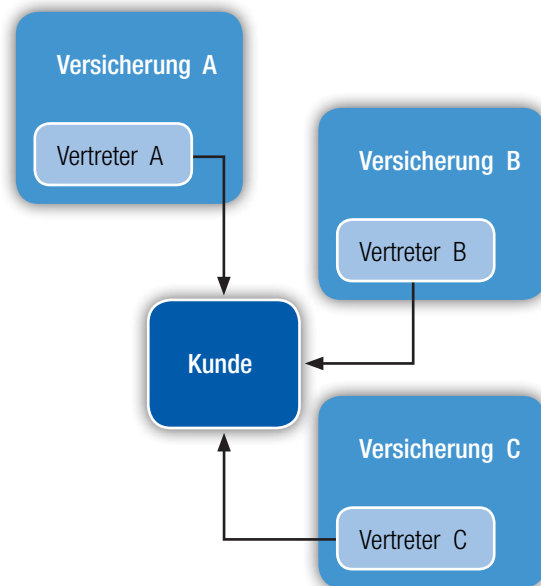 Versicherung A
Vertreter A
Versicherung B
Vertreter B
Kunde
Versicherung C
Vertreter C